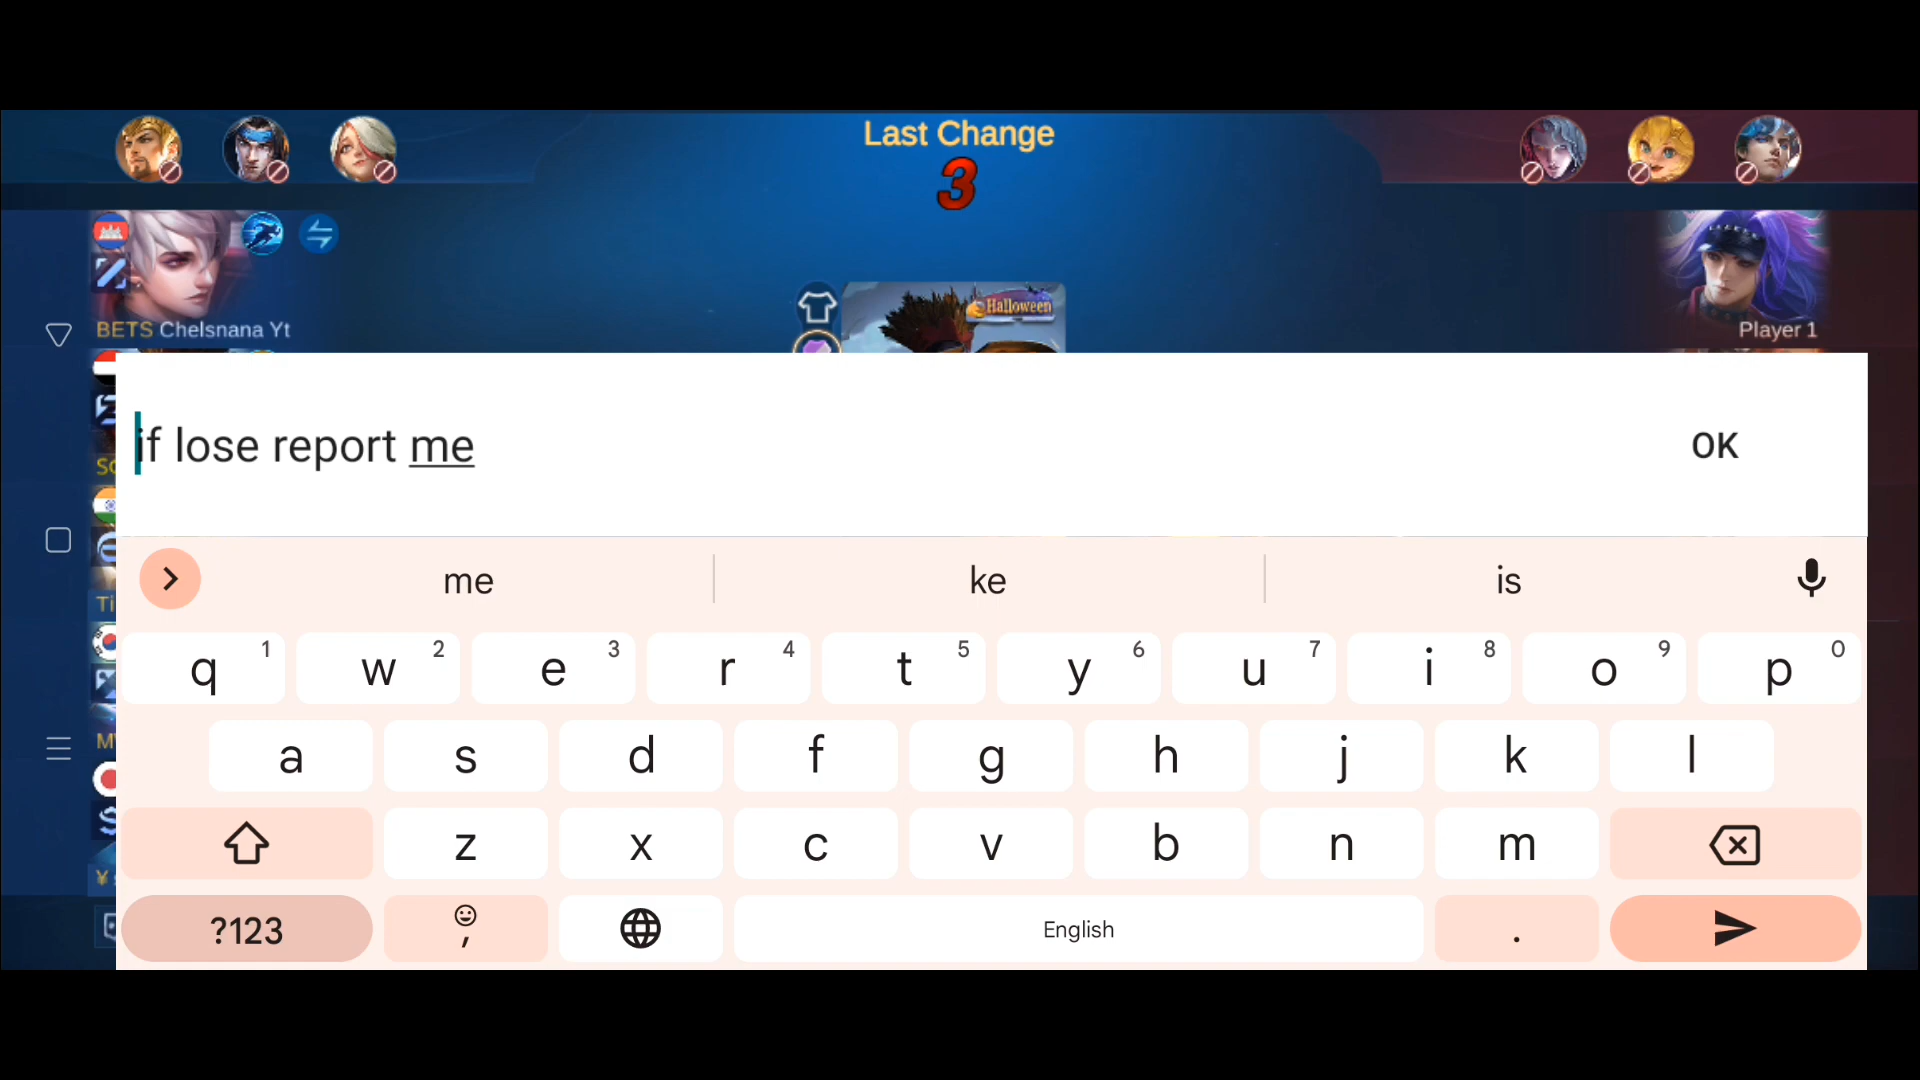 Last Change
3
Halloween
BETS Chelsnana Yt
Player 1
if lose report me
OK
me ke is
q 1 w 2 e 3 r 4 t 5 y 6 u 7 i 8 o 9 p 0
a s d f g h j k l
z x c v b n m
?123 , English .